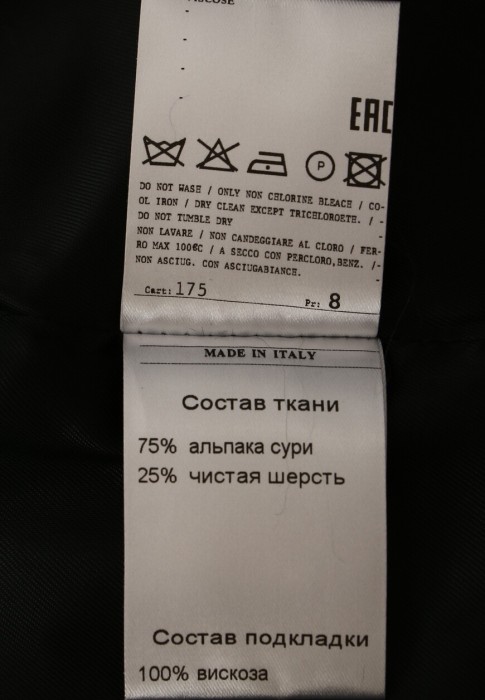 VISCOSE
EAC
P
DO NOT WASH / ONLY NON CHLORINE BLEACH / CO-
OL IRON / DRY CLEAN EXCEPT TRICHLOROETH. / -
DO NOT TUMBLE DRY
NON LAVARE / NON CANDEGGIARE AL CLORO / FER-
RO MAX 100°C / A SECCO CON PERCLORO,BENZ. /-
NON ASCIUG. CON ASCIUGABIANCH.
Cart: 175
Pr: 8
MADE IN ITALY
Состав ткани
75% альпака сури
25% чистая шерсть
Состав подкладки
100% вискоза